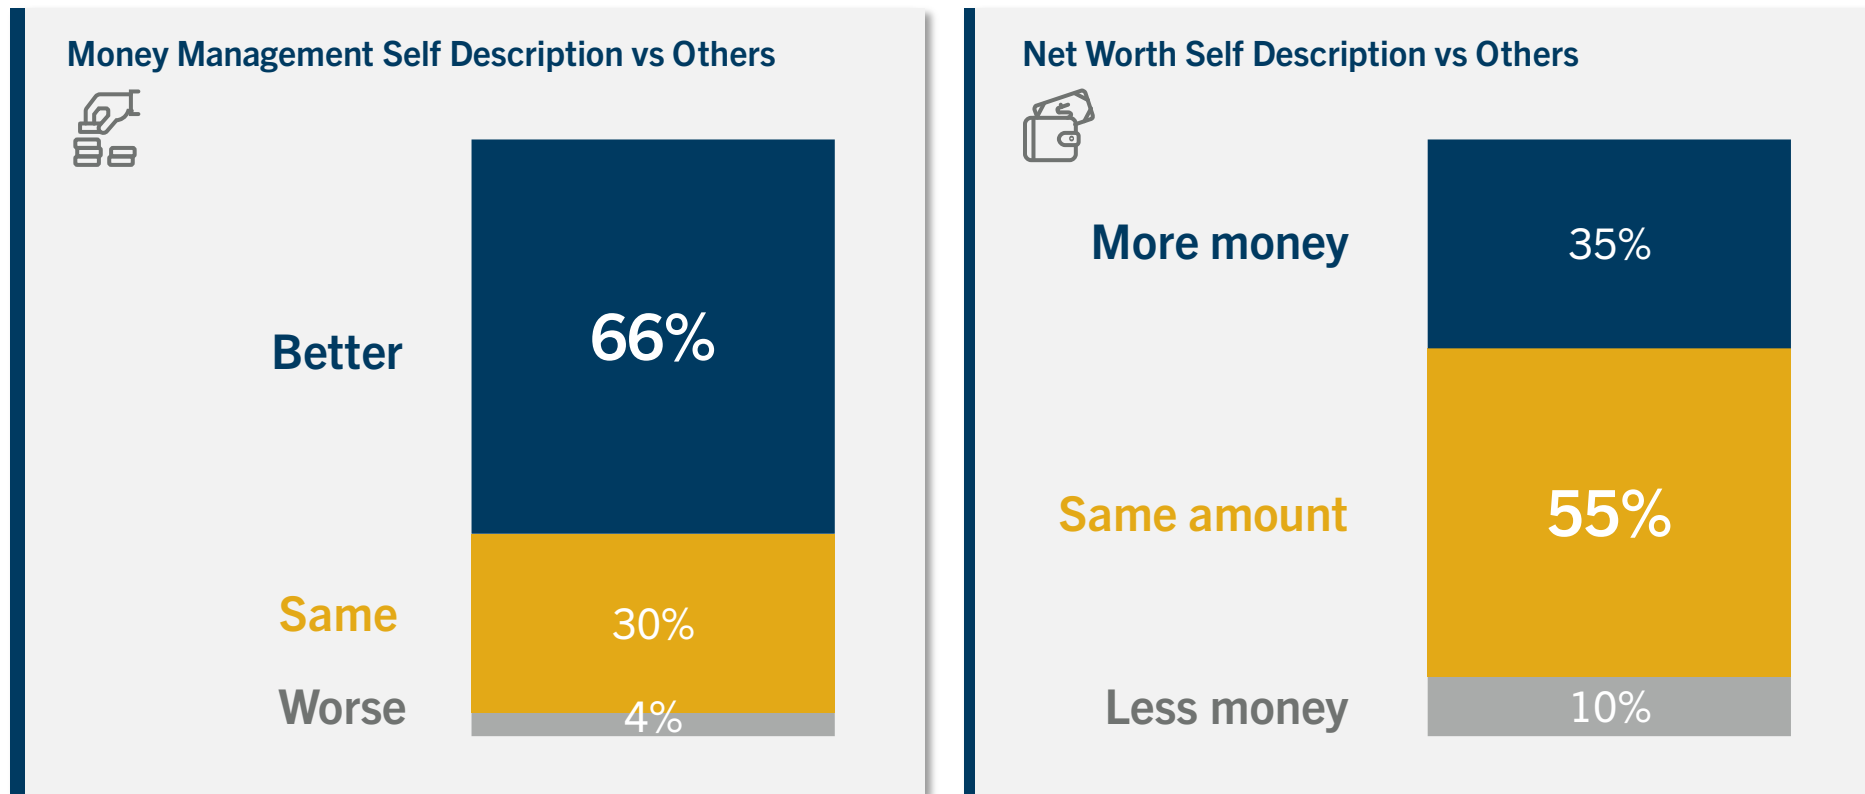 Money Management Self Description vs Others
Better
66%
Same
30%
Worse
4%
Net Worth Self Description vs Others
More money
35%
Same amount
55%
Less money
10%